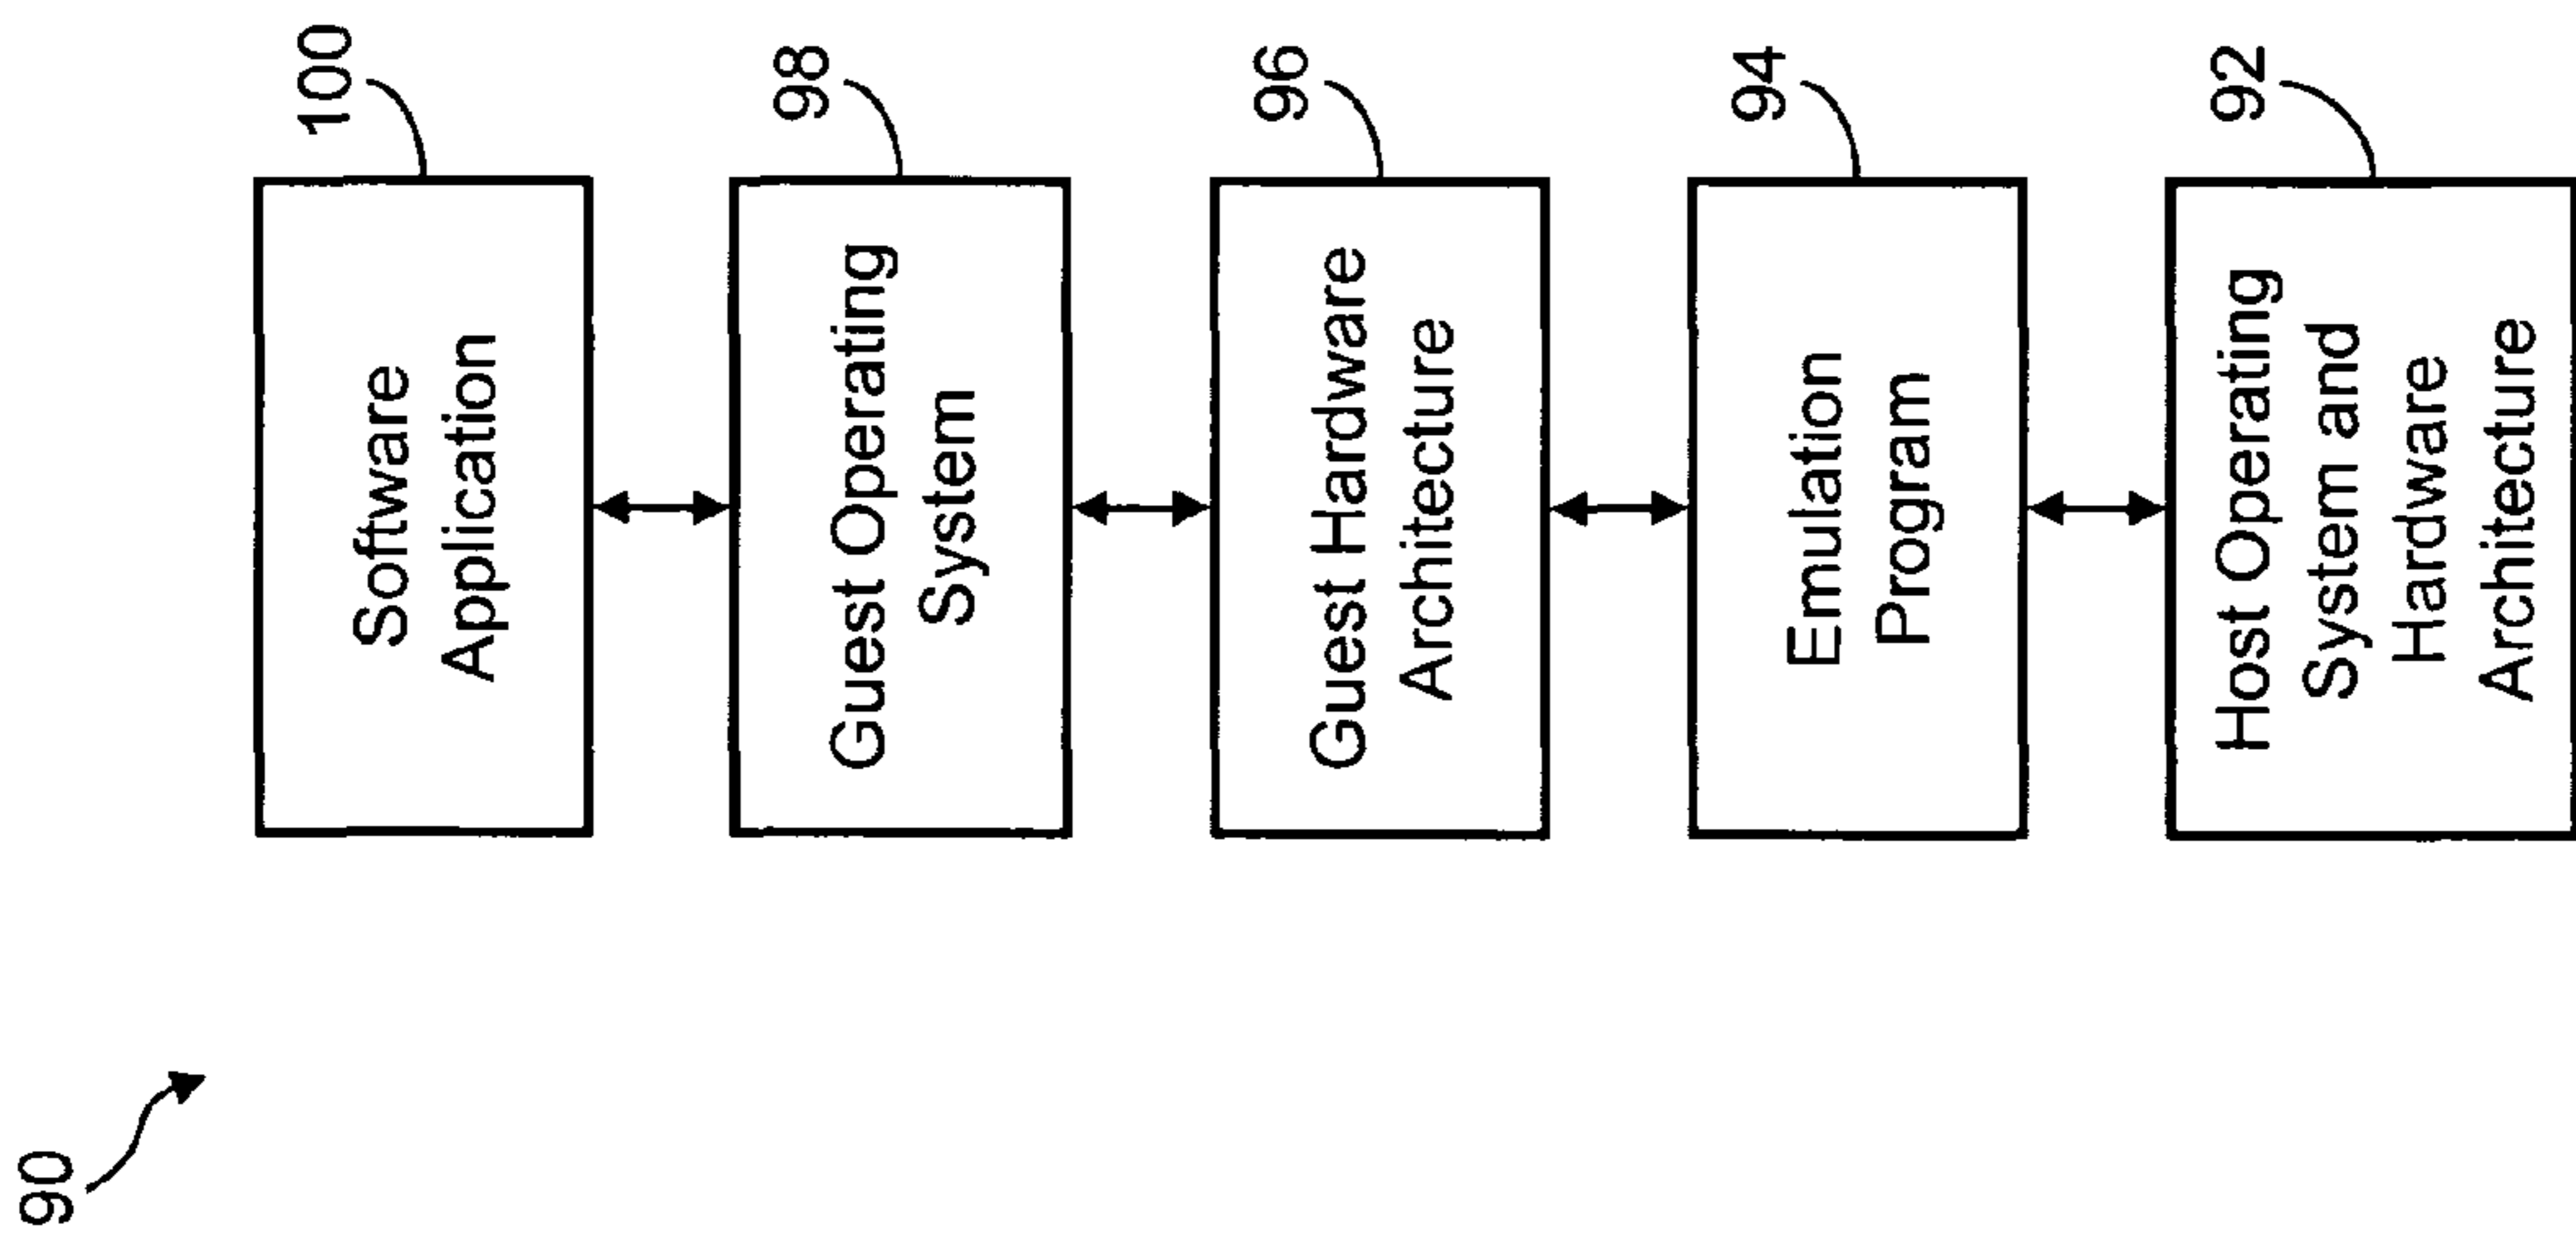 90
100
Software
Application
98
Guest Operating
System
96
Guest Hardware
Architecture
94
Emulation
Program
92
Host Operating
System and
Hardware
Architecture